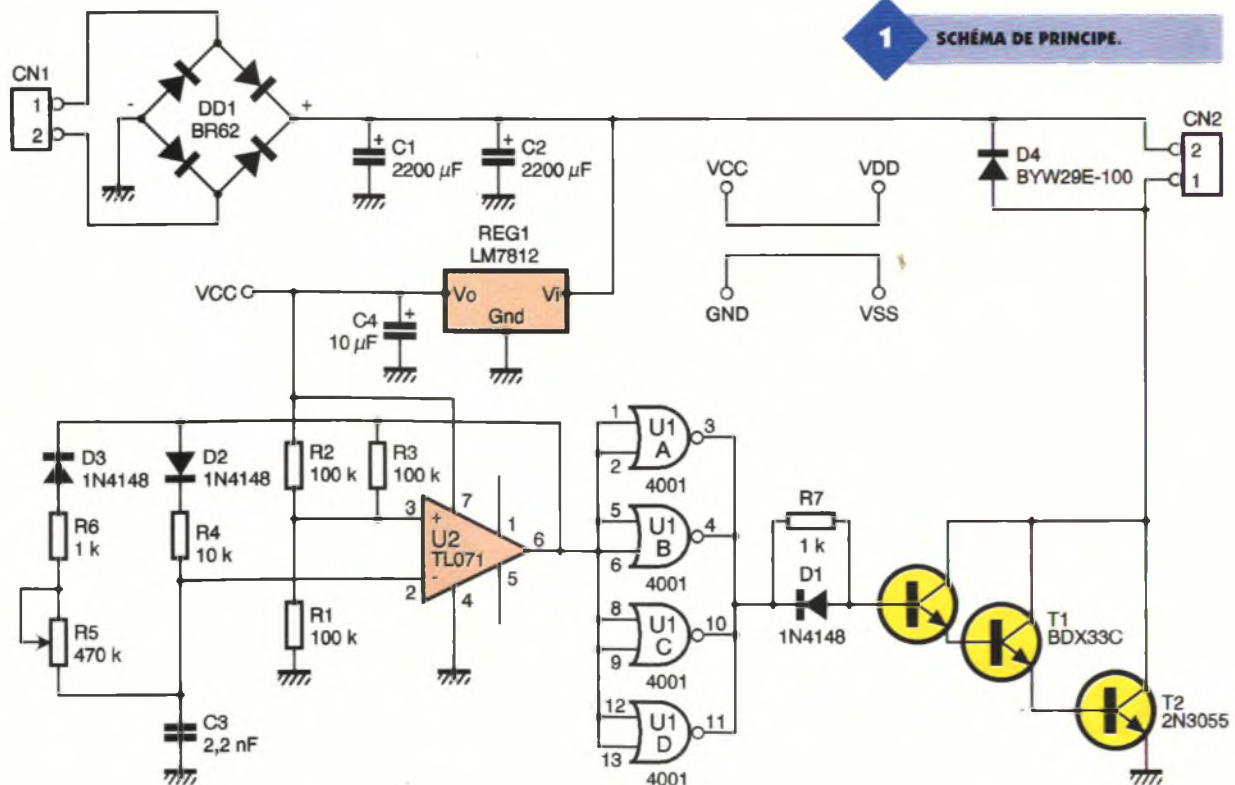 1 SCHÉMA DE PRINCIPE.
CN1
1
2
-
DD1
BR62
+
+
C1
2200 µF
+
C2
2200 µF
VCC
VDD
GND
VSS
D4
BYW29E-100
CN2
2
1
REG1
LM7812
Vo
Vi
Gnd
VCC
C4
10 µF
+
D3
1N4148
D2
1N4148
R6
1 k
R4
10 k
R5
470 k
C3
2,2 nF
R2
100 k
R3
100 k
R1
100 k
3
+
7
1
6
U2
TL071
-
2
4
5
1
2
U1
A
3
4001
5
6
U1
B
4
4001
8
9
U1
C
10
4001
12
13
U1
D
11
4001
R7
1 k
D1
1N4148
T1
BDX33C
T2
2N3055